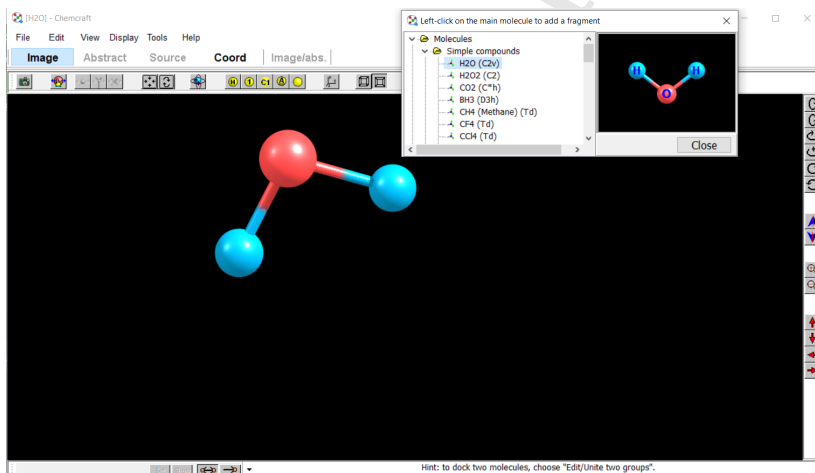 [H2O] - Chemcraft
File Edit View Display Tools Help
Image Abstract Source Coord Image/abs.
H 1 C1
Left-click on the main molecule to add a fragment
Molecules
Simple compounds
H2O (C2v)
H2O2 (C2)
CO2 (C*h)
BH3 (D3h)
CH4 (Methane) (Td)
CF4 (Td)
CCl4 (Td)
H H
O
Close
Hint: to dock two molecules, choose "Edit/Unite two groups".